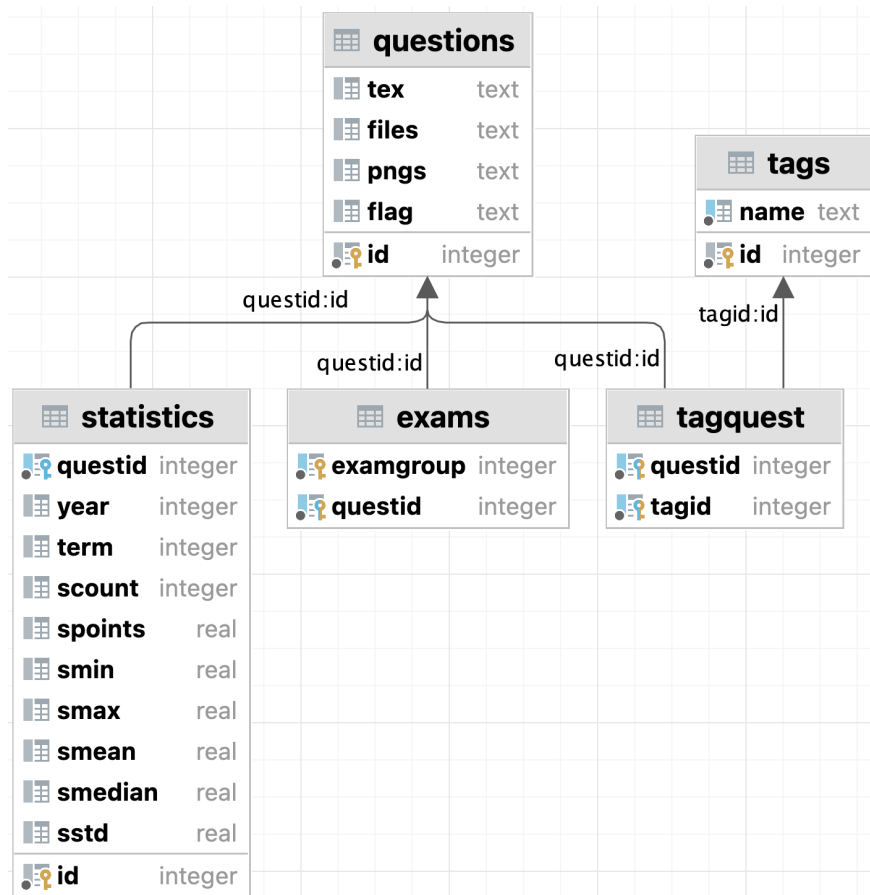 questions
tex text
files text
pngs text
flag text
id integer
tags
name text
id integer
questid:id
questid:id
questid:id
tagid:id
statistics
questid integer
year integer
term integer
scount integer
spoints real
smin real
smax real
smean real
smedian real
sstd real
id integer
exams
examgroup integer
questid integer
tagquest
questid integer
tagid integer